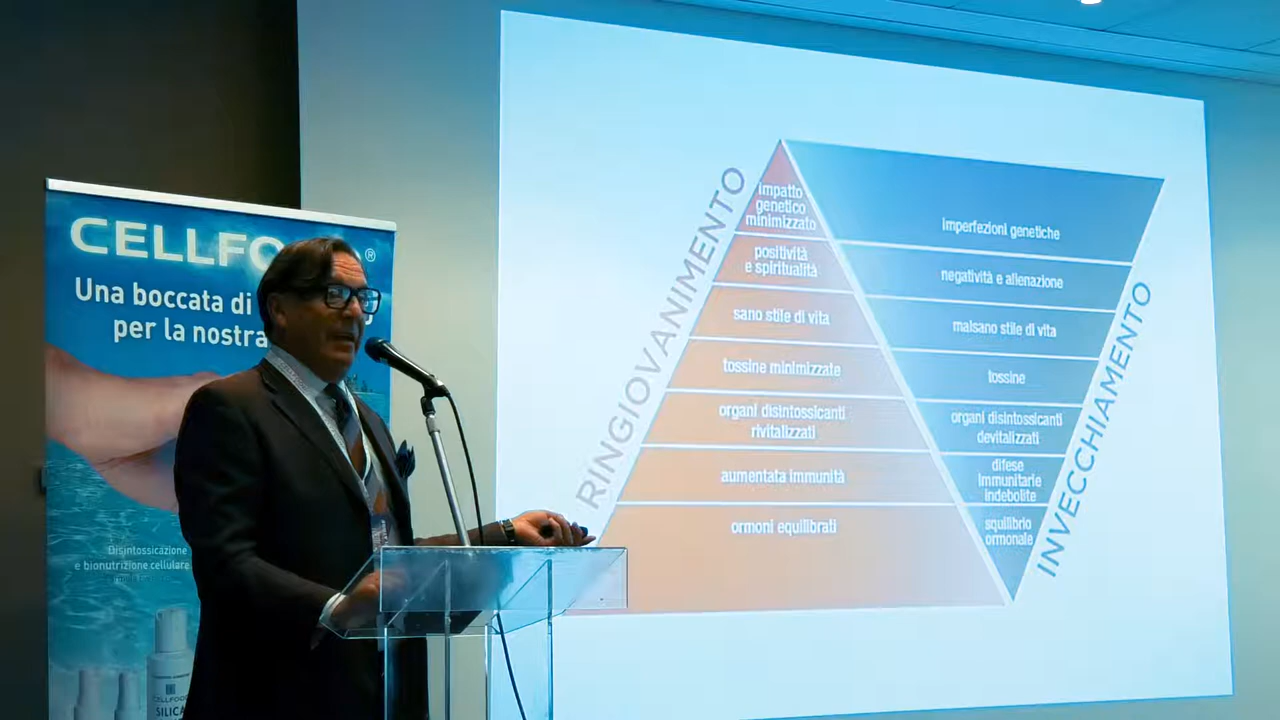 CELLFO ®
Una boccata di
per la nostra
Disintossicazione
e bionutrizione cellulare
CELLFOOD
SILICA
RINGIOVANIMENTO
impatto
genetico
minimizzato
positività
e spiritualità
sano stile di vita
tossine minimizzate
organi disintossicanti
rivitalizzati
aumentata immunità
ormoni equilibrati
imperfezioni genetiche
negatività e alienazione
malsano stile di vita
tossine
organi disintossicanti
devitalizzati
difese
immunitarie
indebolite
squilibrio
ormonale
INVECCHIAMENTO